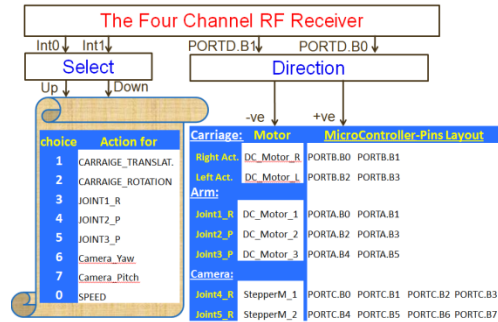 The Four Channel RF Receiver
Int0 Int1 PORTD.B1 PORTD.B0
Select Direction
Up Down
-ve +ve
choice Action for
1 CARRAIGE_TRANSLAT.
2 CARRAIGE_ROTATION
3 JOINT1_R
4 JOINT2_P
5 JOINT3_P
6 Camera_Yaw
7 Camera_Pitch
0 SPEED
Carriage: Motor MicroController-Pins Layout
Right Act. DC_Motor_R PORTB.B0 PORTB.B1
Left Act. DC_Motor_L PORTB.B2 PORTB.B3
Arm:
Joint1_R DC_Motor_1 PORTA.B0 PORTA.B1
Joint2_P DC_Motor_2 PORTA.B2 PORTA.B3
Joint3_P DC_Motor_3 PORTA.B4 PORTA.B5
Camera:
Joint4_R StepperM_1 PORTC.B0 PORTC.B1 PORTC.B2 PORTC.B3
Joint5_R StepperM_2 PORTC.B4 PORTC.B5 PORTC.B6 PORTC.B7